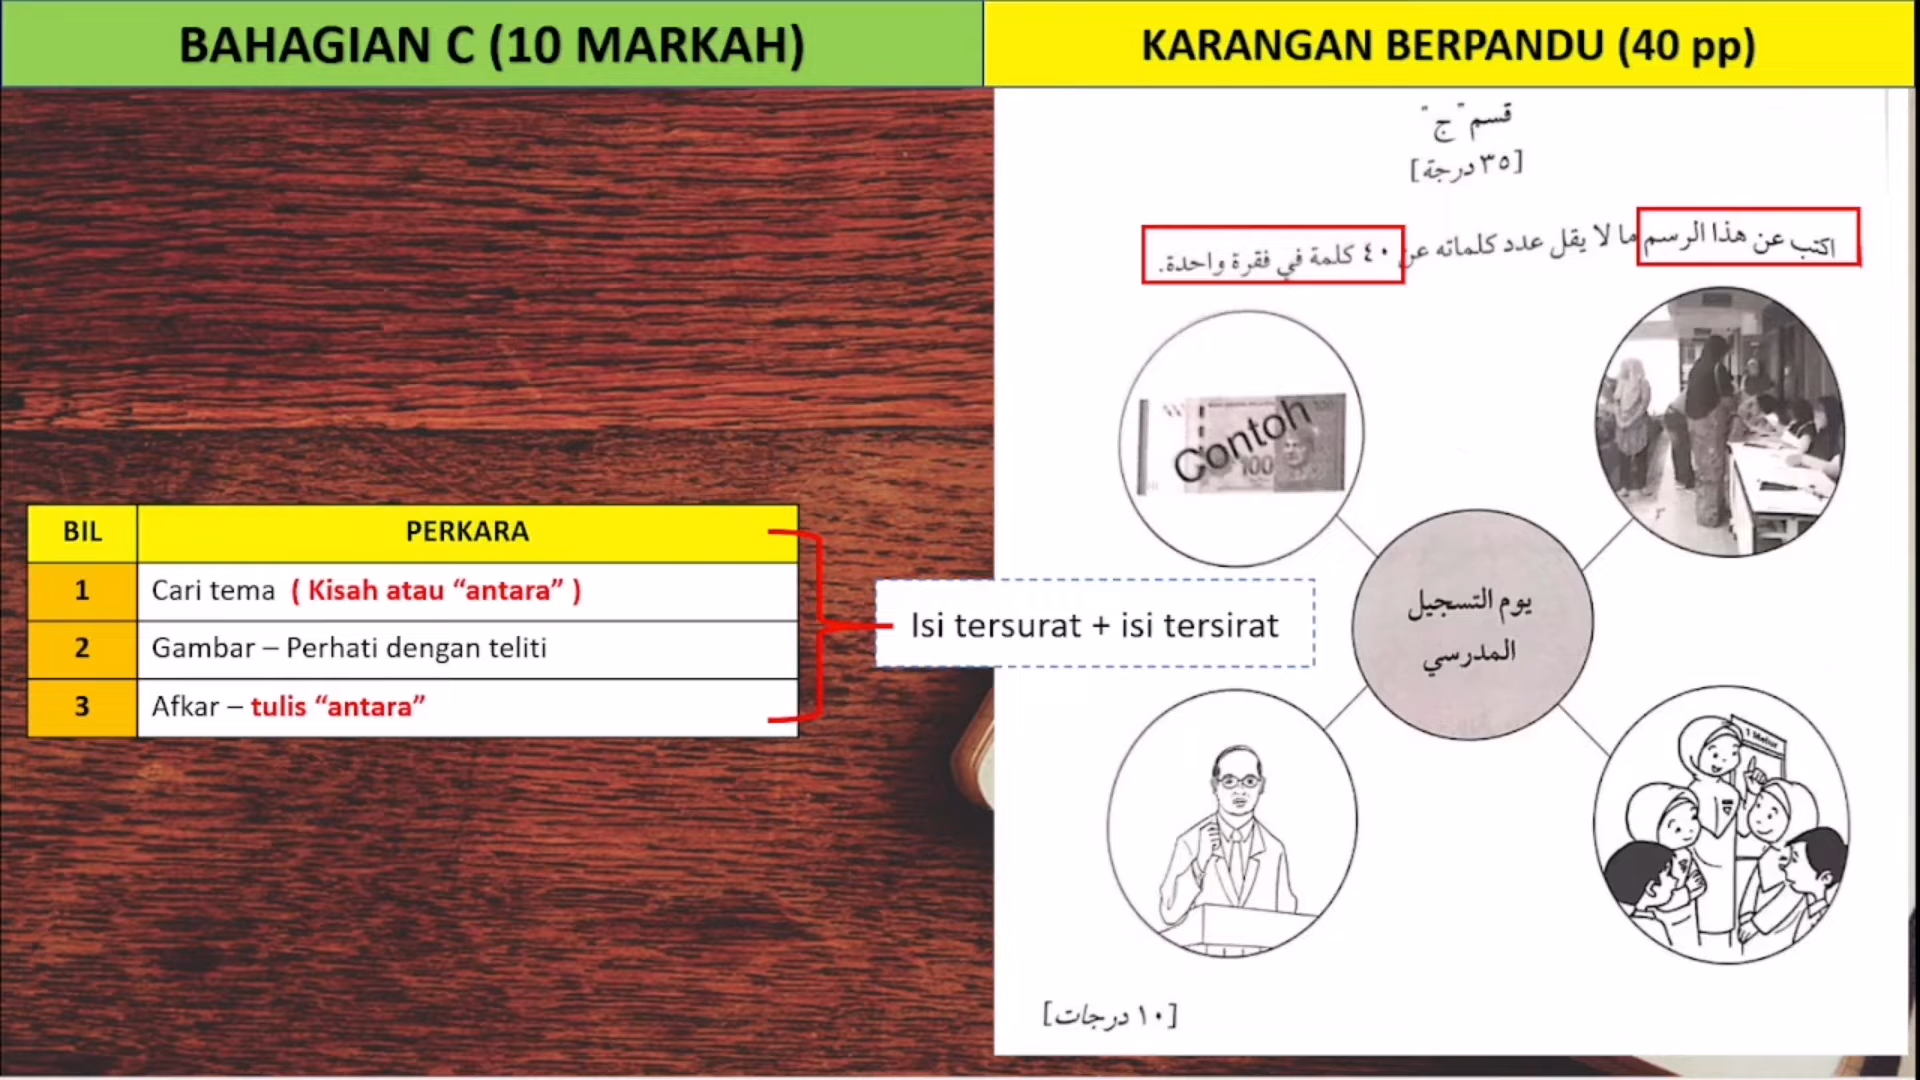 BAHAGIAN C (10 MARKAH)
KARANGAN BERPANDU (40 pp)
BIL PERKARA
1 Cari tema ( Kisah atau “antara” )
2 Gambar – Perhati dengan teliti
3 Afkar – tulis “antara”
Isi tersurat + isi tersirat
قسم "ج"
[٣٥ درجة]
اكتب عن هذا الرسم ما لا يقل عدد كلماته عن ٤٠ كلمة في فقرة واحدة.
Contoh
100
يوم التسجيل
المدرسي
[١٠ درجات]